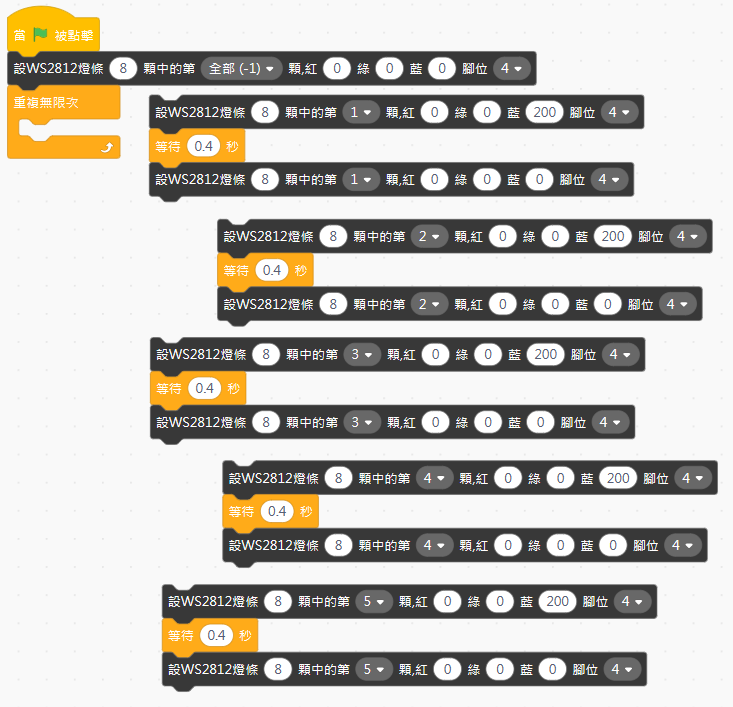 當 被點擊
設WS2812燈條 8 顆中的第 全部 (-1) 顆,紅 0 綠 0 藍 0 腳位 4
重複無限次
設WS2812燈條 8 顆中的第 1 顆,紅 0 綠 0 藍 200 腳位 4
等待 0.4 秒
設WS2812燈條 8 顆中的第 1 顆,紅 0 綠 0 藍 0 腳位 4
設WS2812燈條 8 顆中的第 2 顆,紅 0 綠 0 藍 200 腳位 4
等待 0.4 秒
設WS2812燈條 8 顆中的第 2 顆,紅 0 綠 0 藍 0 腳位 4
設WS2812燈條 8 顆中的第 3 顆,紅 0 綠 0 藍 200 腳位 4
等待 0.4 秒
設WS2812燈條 8 顆中的第 3 顆,紅 0 綠 0 藍 0 腳位 4
設WS2812燈條 8 顆中的第 4 顆,紅 0 綠 0 藍 200 腳位 4
等待 0.4 秒
設WS2812燈條 8 顆中的第 4 顆,紅 0 綠 0 藍 0 腳位 4
設WS2812燈條 8 顆中的第 5 顆,紅 0 綠 0 藍 200 腳位 4
等待 0.4 秒
設WS2812燈條 8 顆中的第 5 顆,紅 0 綠 0 藍 0 腳位 4